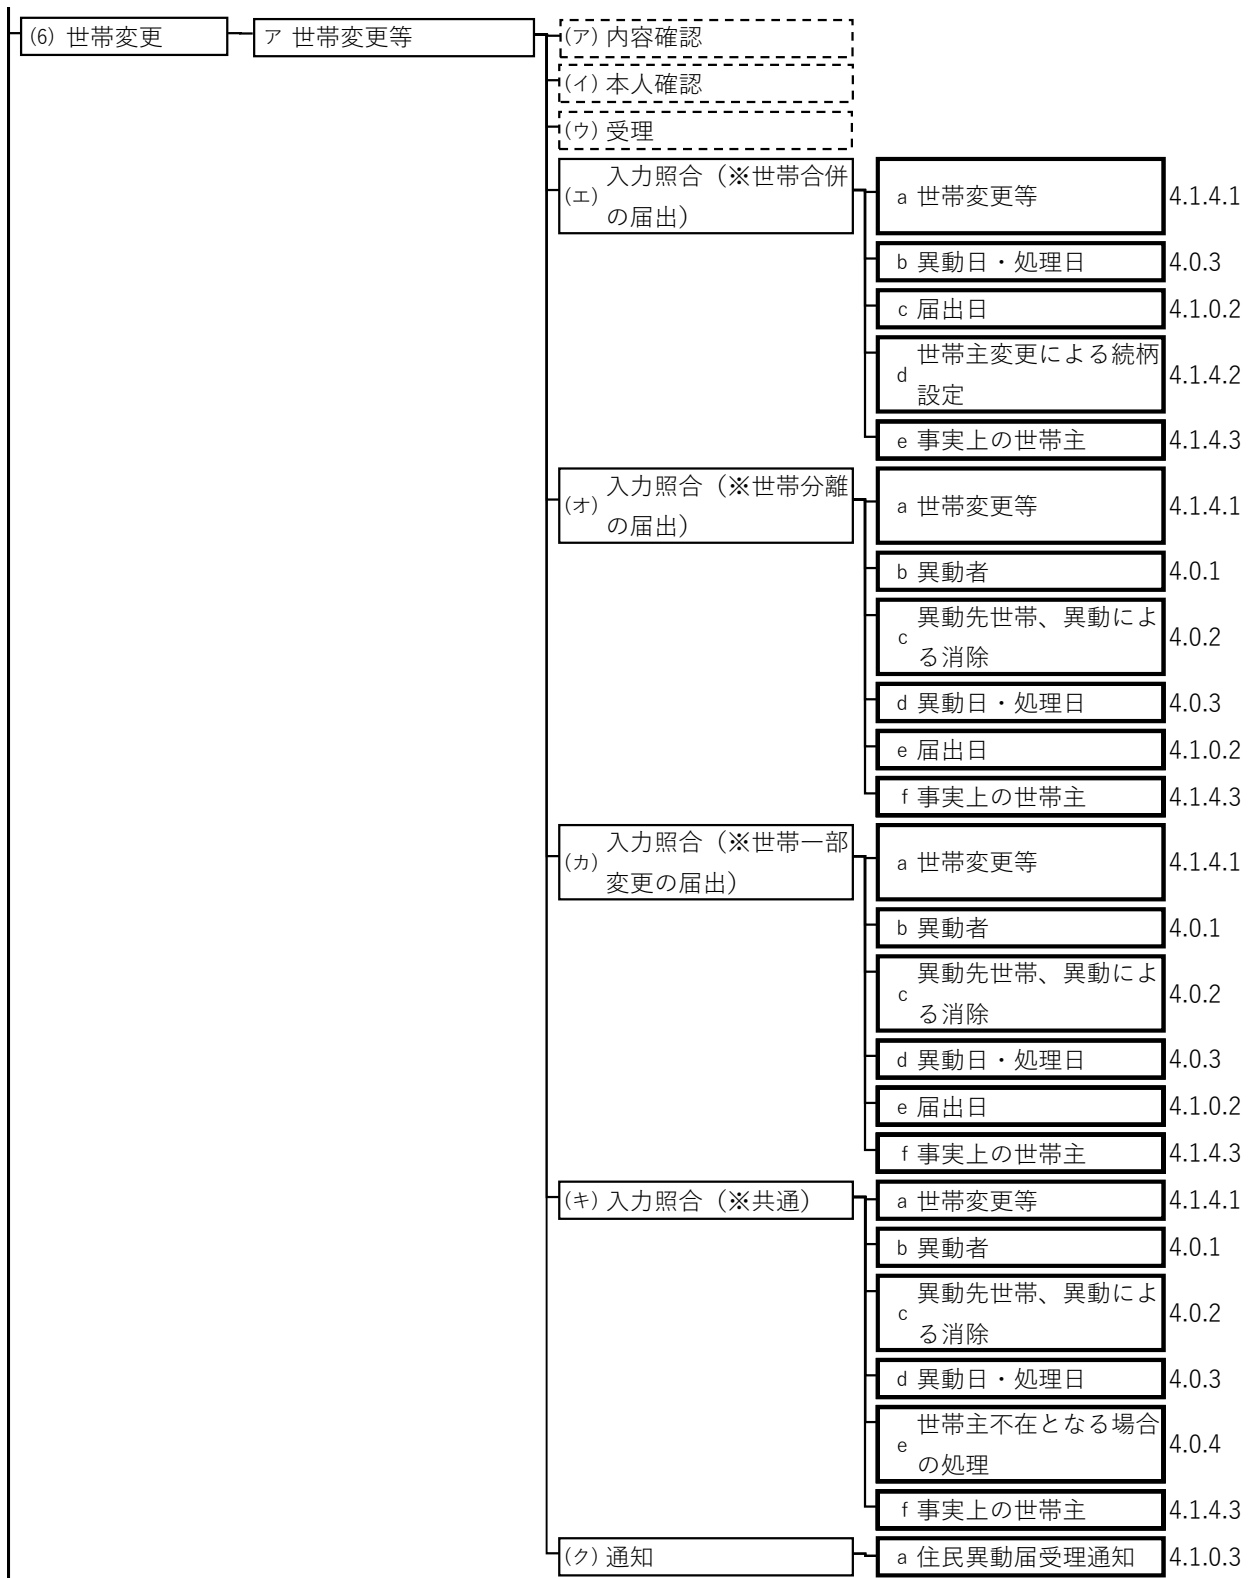 (6) 世帯変更
ア 世帯変更等
(ア) 内容確認
(イ) 本人確認
(ウ) 受理
(エ) 入力照合（※世帯合併
の届出）
a 世帯変更等 4.1.4.1
b 異動日・処理日 4.0.3
c 届出日 4.1.0.2
d 世帯主変更による続柄
設定 4.1.4.2
e 事実上の世帯主 4.1.4.3
(オ) 入力照合（※世帯分離
の届出）
a 世帯変更等 4.1.4.1
b 異動者 4.0.1
c 異動先世帯、異動によ
る消除 4.0.2
d 異動日・処理日 4.0.3
e 届出日 4.1.0.2
f 事実上の世帯主 4.1.4.3
(カ) 入力照合（※世帯一部
変更の届出）
a 世帯変更等 4.1.4.1
b 異動者 4.0.1
c 異動先世帯、異動によ
る消除 4.0.2
d 異動日・処理日 4.0.3
e 届出日 4.1.0.2
f 事実上の世帯主 4.1.4.3
(キ) 入力照合（※共通）
a 世帯変更等 4.1.4.1
b 異動者 4.0.1
c 異動先世帯、異動によ
る消除 4.0.2
d 異動日・処理日 4.0.3
e 世帯主不在となる場合
の処理 4.0.4
f 事実上の世帯主 4.1.4.3
(ク) 通知
a 住民異動届受理通知 4.1.0.3